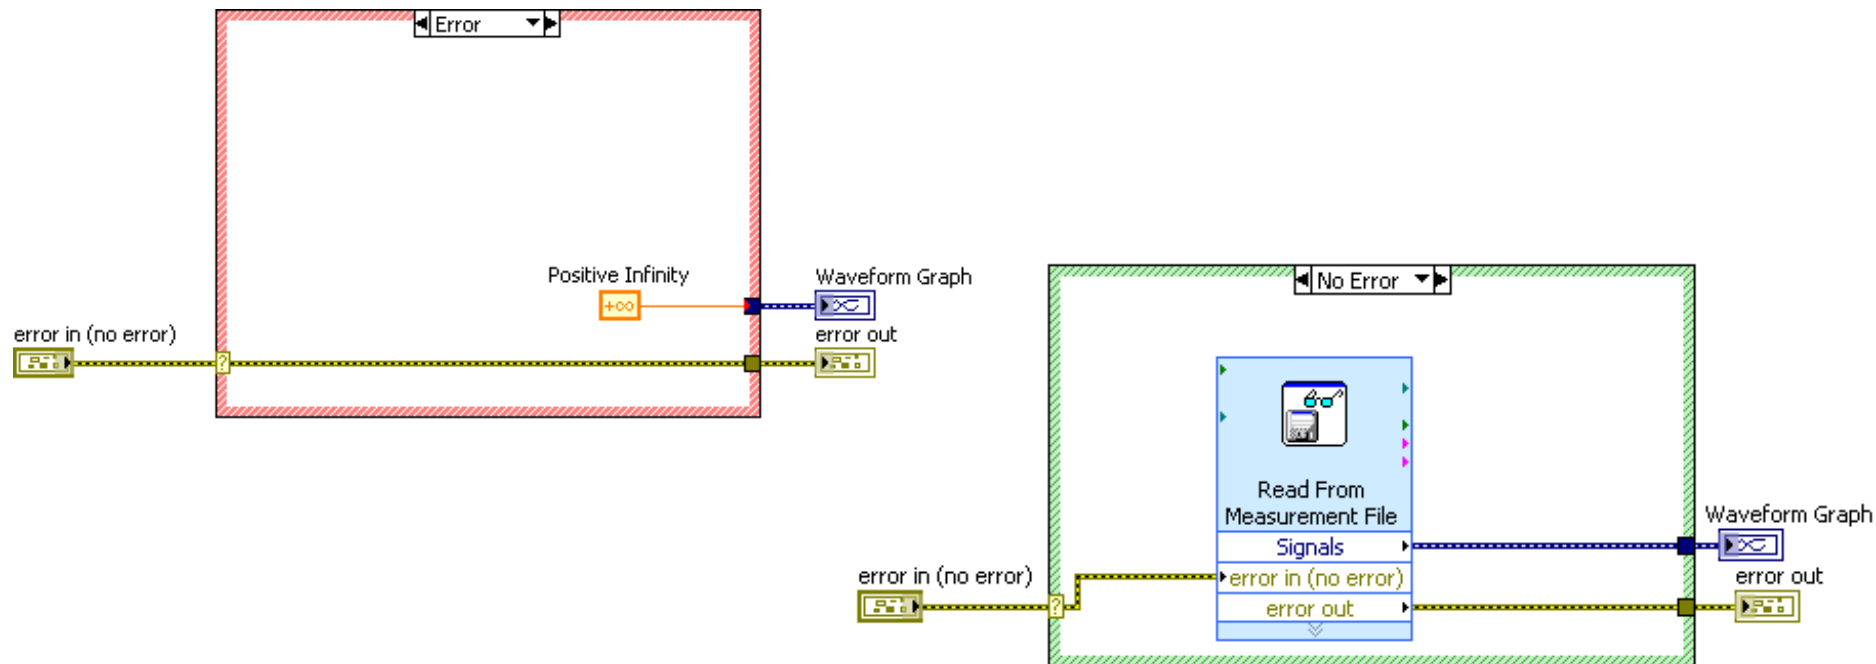 Error
Positive Infinity
+∞
Waveform Graph
error in (no error)
?
error out
No Error
Read From
Measurement File
Signals
error in (no error)
error out
error in (no error)
?
Waveform Graph
error out